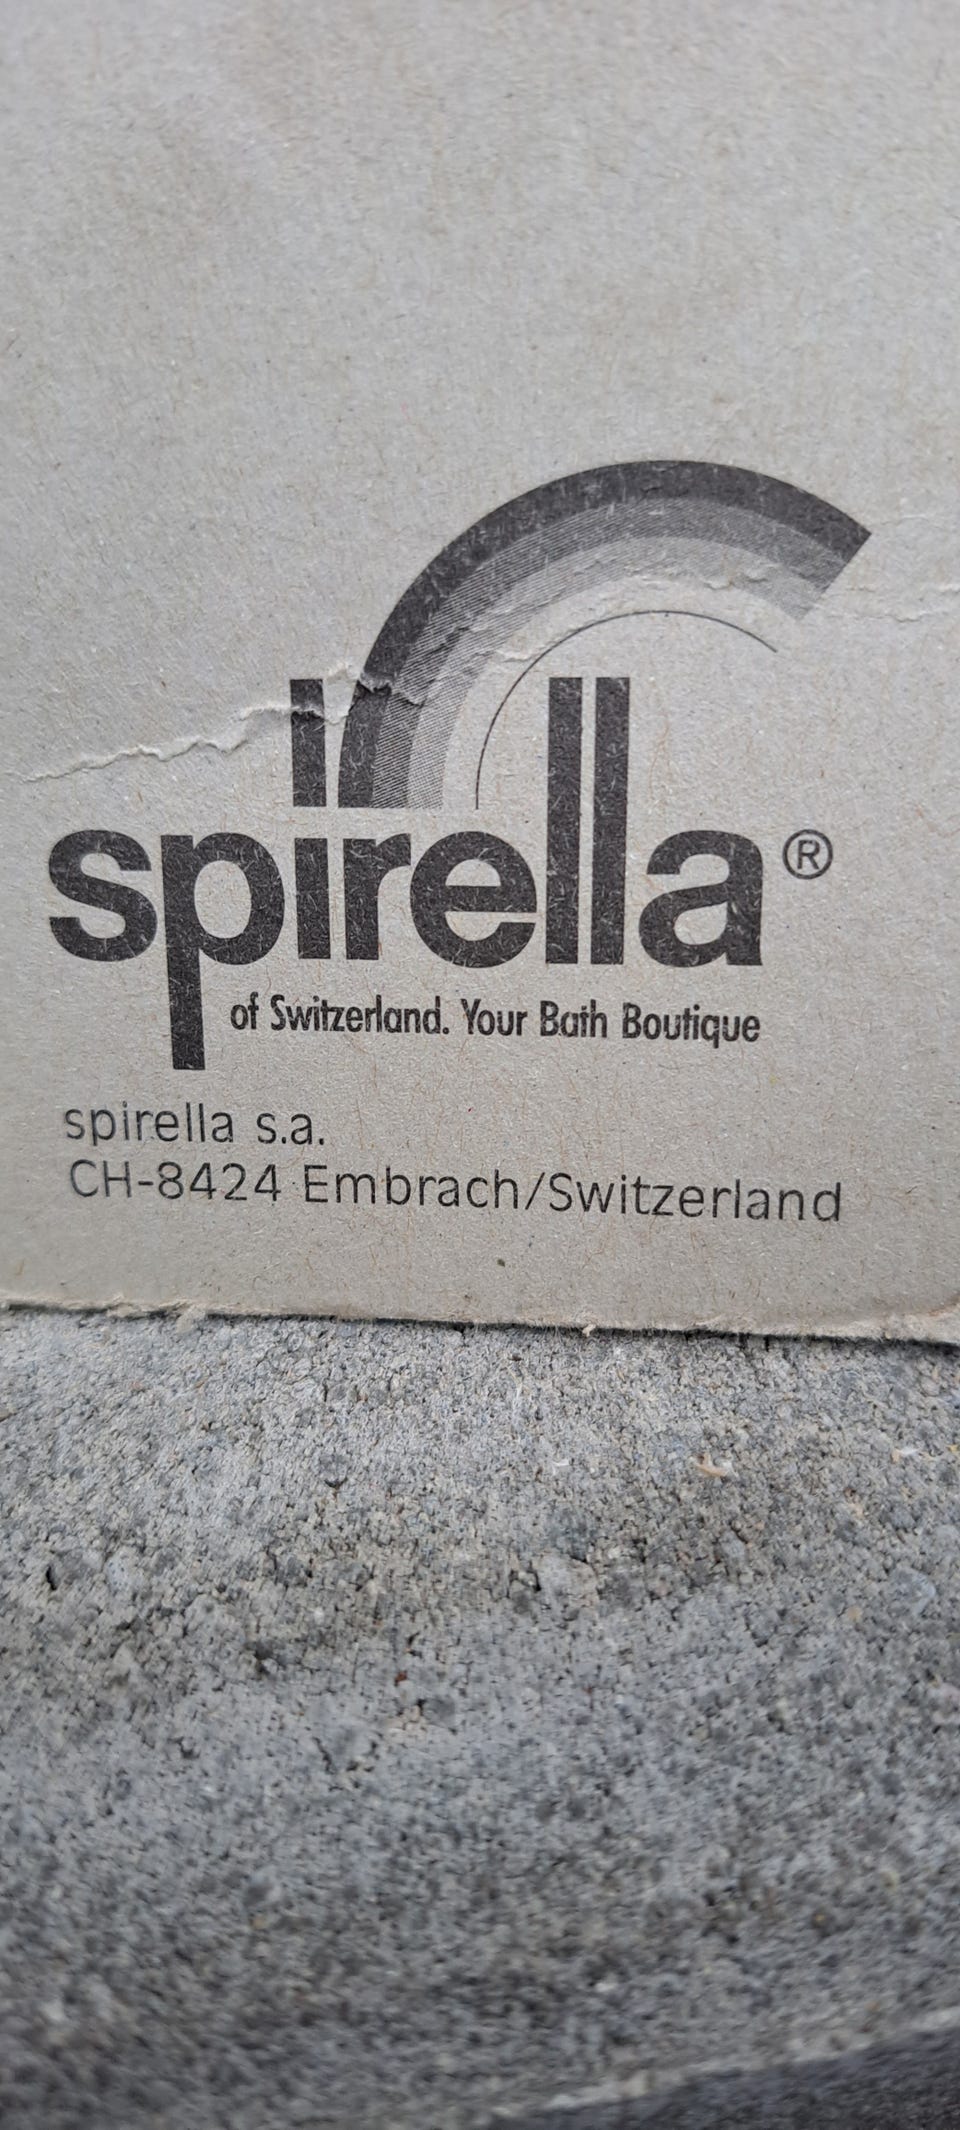 spirella®
of Switzerland. Your Bath Boutique
spirella s.a.
CH-8424 Embrach/Switzerland